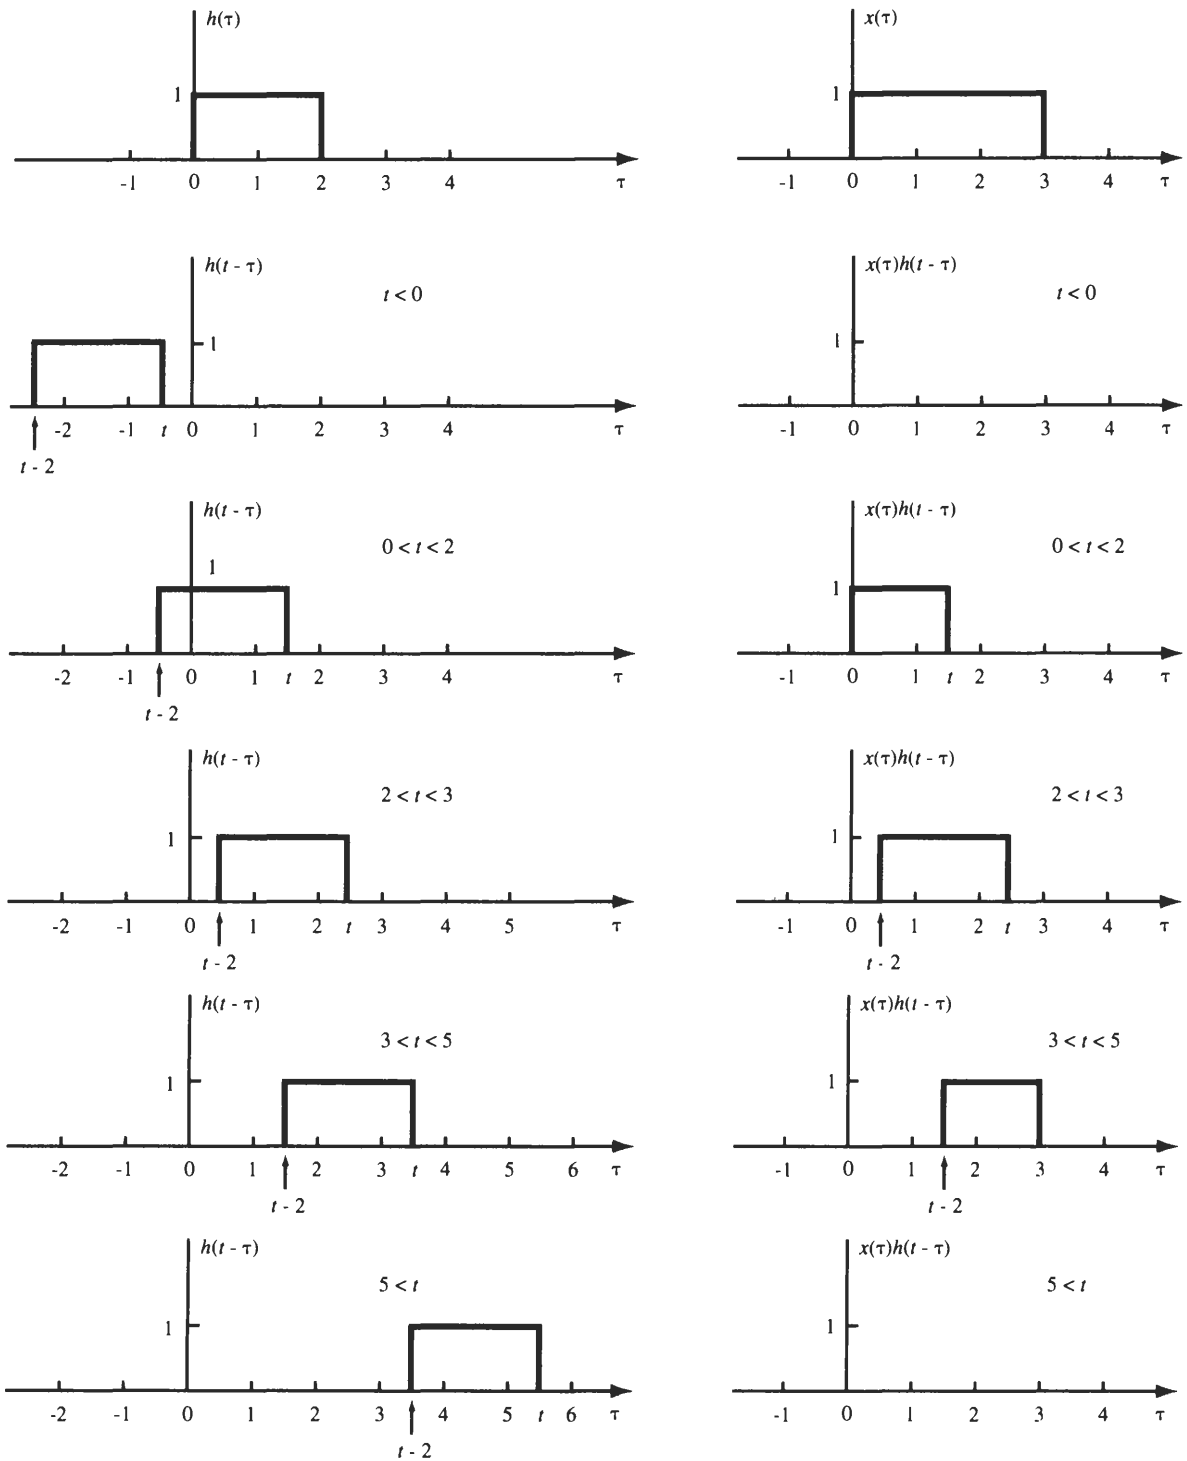 h(τ)
1
-1 0 1 2 3 4 τ
x(τ)
1
-1 0 1 2 3 4 τ
h(t - τ)
t < 0
1
-2 -1 t 0 1 2 3 4 τ
t - 2
x(τ)h(t - τ)
t < 0
1
-1 0 1 2 3 4 τ
h(t - τ)
0 < t < 2
1
-2 -1 0 1 t 2 3 4 τ
t - 2
x(τ)h(t - τ)
0 < t < 2
1
-1 0 1 t 2 3 4 τ
h(t - τ)
2 < t < 3
1
-2 -1 0 1 2 t 3 4 5 τ
t - 2
x(τ)h(t - τ)
2 < t < 3
1
-1 0 1 2 t 3 4 τ
t - 2
h(t - τ)
3 < t < 5
1
-2 -1 0 1 2 3 t 4 5 6 τ
t - 2
x(τ)h(t - τ)
3 < t < 5
1
-1 0 1 2 3 4 τ
t - 2
h(t - τ)
5 < t
1
-2 -1 0 1 2 3 4 5 t 6 τ
t - 2
x(τ)h(t - τ)
5 < t
1
-1 0 1 2 3 4 τ